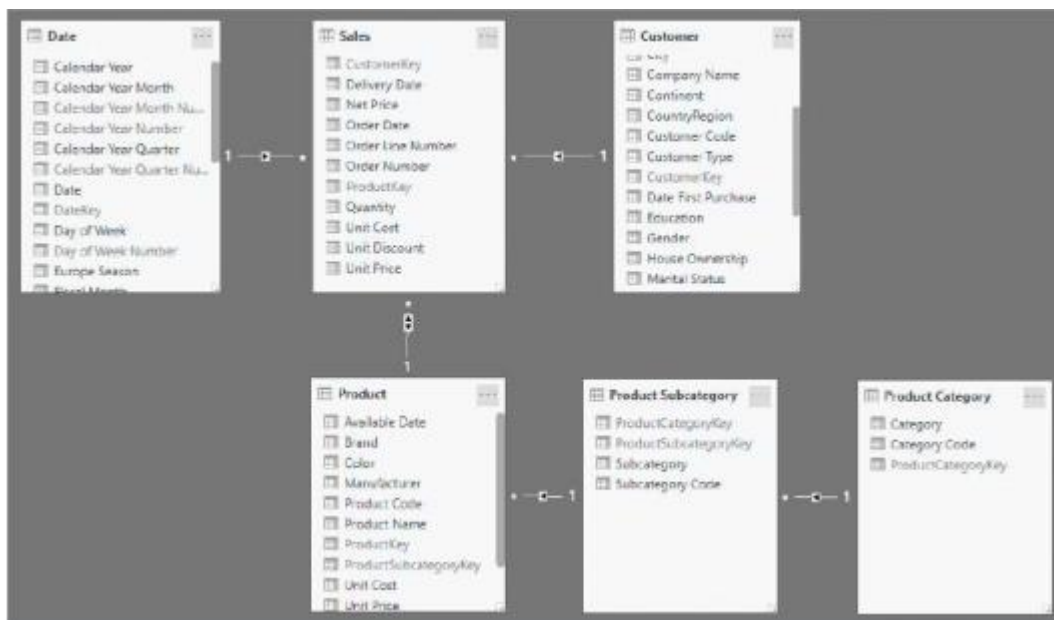 Date
Calendar Year
Calendar Year Month
Calendar Year Month Nu...
Calendar Year Number
Calendar Year Quarter
Calendar Year Quarter Nu...
Date
DateKey
Day of Week
Day of Week Number
Europe Season
Sales
CustomerKey
Delivery Date
Net Price
Order Date
Order Line Number
Order Number
ProductKey
Quantity
Unit Cost
Unit Discount
Unit Price
Customer
Company Name
Continent
CountryRegion
Customer Code
Customer Type
CustomerKey
Date First Purchase
Education
Gender
House Ownership
Marital Status
1
*
*
1
*
1
Product
Available Date
Brand
Color
Manufacturer
Product Code
Product Name
ProductKey
ProductSubcategoryKey
Unit Cost
Unit Price
*
1
Product Subcategory
ProductCategoryKey
ProductSubcategoryKey
Subcategory
Subcategory Code
*
1
Product Category
Category
Category Code
ProductCategoryKey